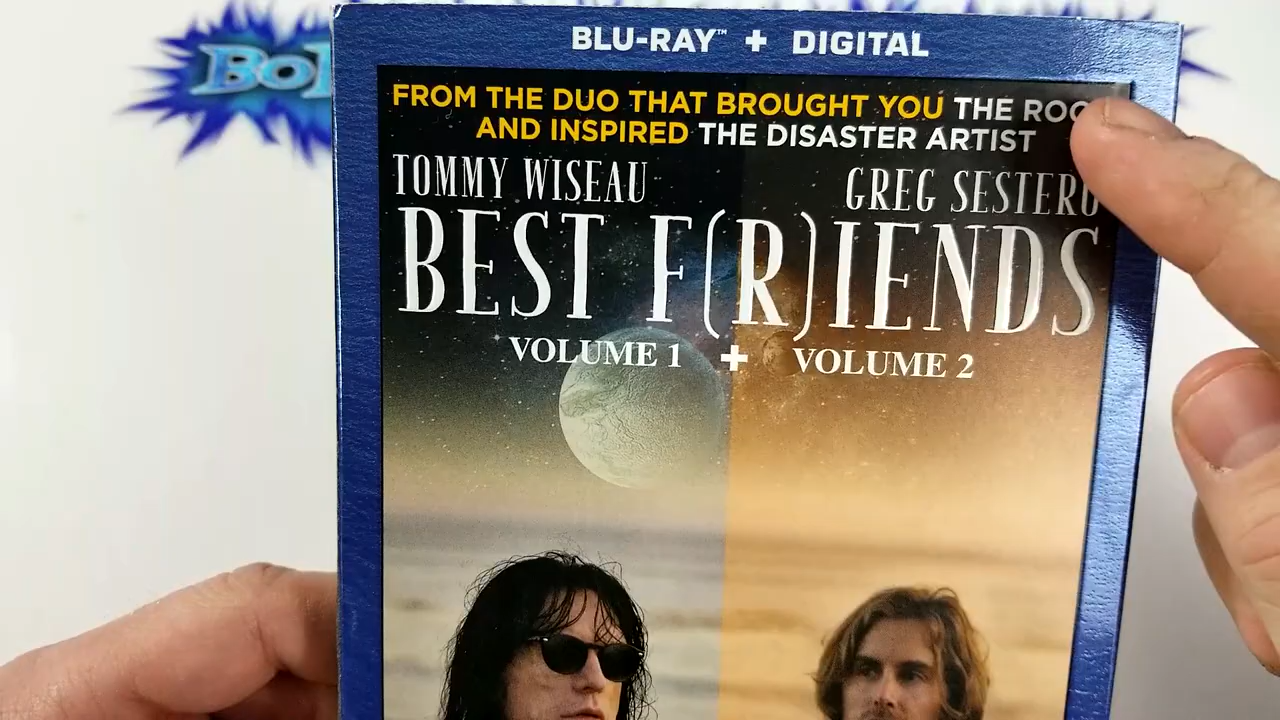 BLU-RAY™ + DIGITAL
FROM THE DUO THAT BROUGHT YOU THE
AND INSPIRED THE DISASTER ARTIST
TOMMY WISEAU GREG SESTERO
BEST F(R)IENDS
VOLUME 1 + VOLUME 2